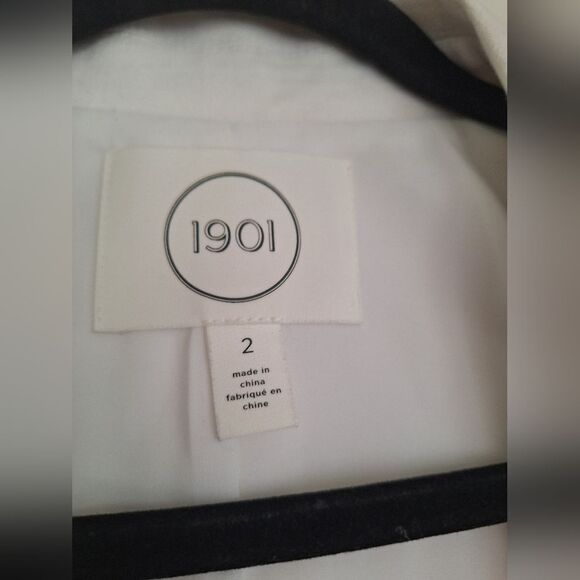 1901
2
made in
china
fabriqué en
chine